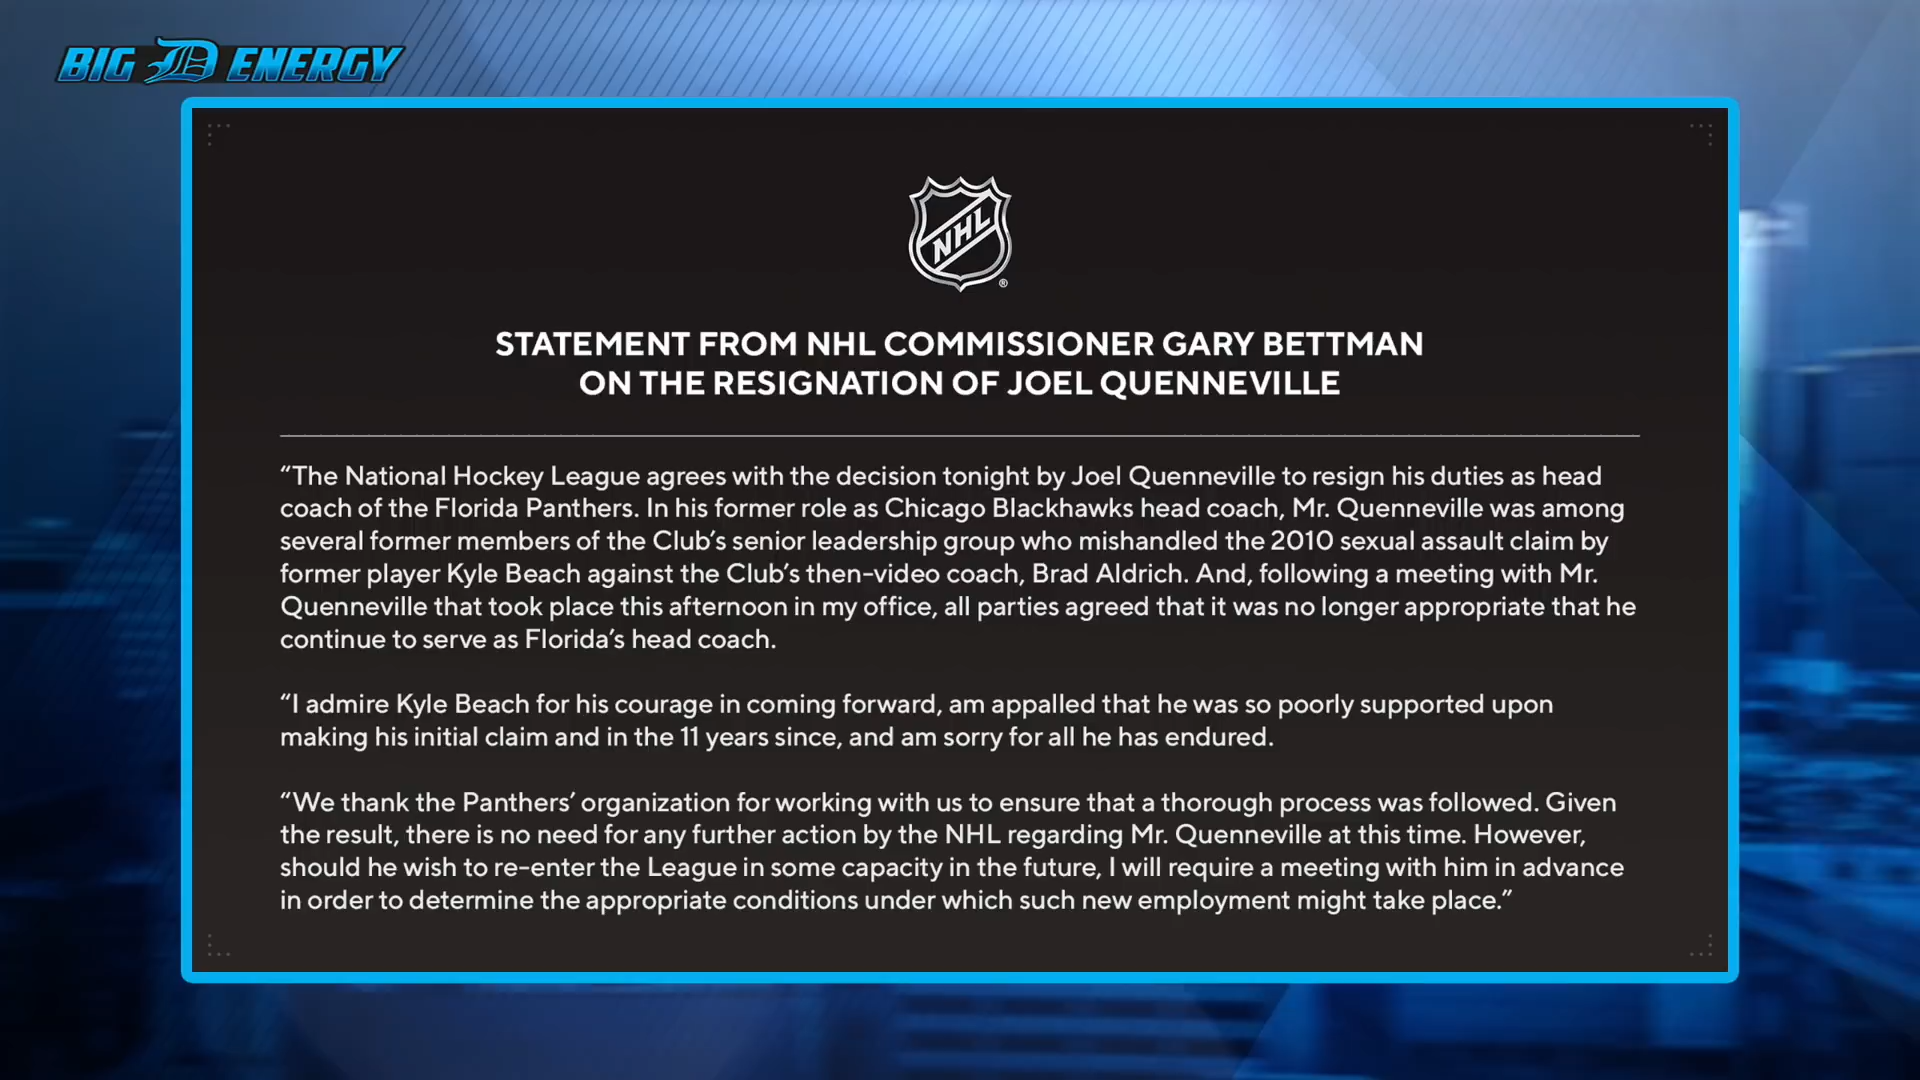 BIG D ENERGY
NHL
®
STATEMENT FROM NHL COMMISSIONER GARY BETTMAN
ON THE RESIGNATION OF JOEL QUENNEVILLE
“The National Hockey League agrees with the decision tonight by Joel Quenneville to resign his duties as head
coach of the Florida Panthers. In his former role as Chicago Blackhawks head coach, Mr. Quenneville was among
several former members of the Club’s senior leadership group who mishandled the 2010 sexual assault claim by
former player Kyle Beach against the Club’s then-video coach, Brad Aldrich. And, following a meeting with Mr.
Quenneville that took place this afternoon in my office, all parties agreed that it was no longer appropriate that he
continue to serve as Florida’s head coach.
“I admire Kyle Beach for his courage in coming forward, am appalled that he was so poorly supported upon
making his initial claim and in the 11 years since, and am sorry for all he has endured.
“We thank the Panthers’ organization for working with us to ensure that a thorough process was followed. Given
the result, there is no need for any further action by the NHL regarding Mr. Quenneville at this time. However,
should he wish to re-enter the League in some capacity in the future, I will require a meeting with him in advance
in order to determine the appropriate conditions under which such new employment might take place.”